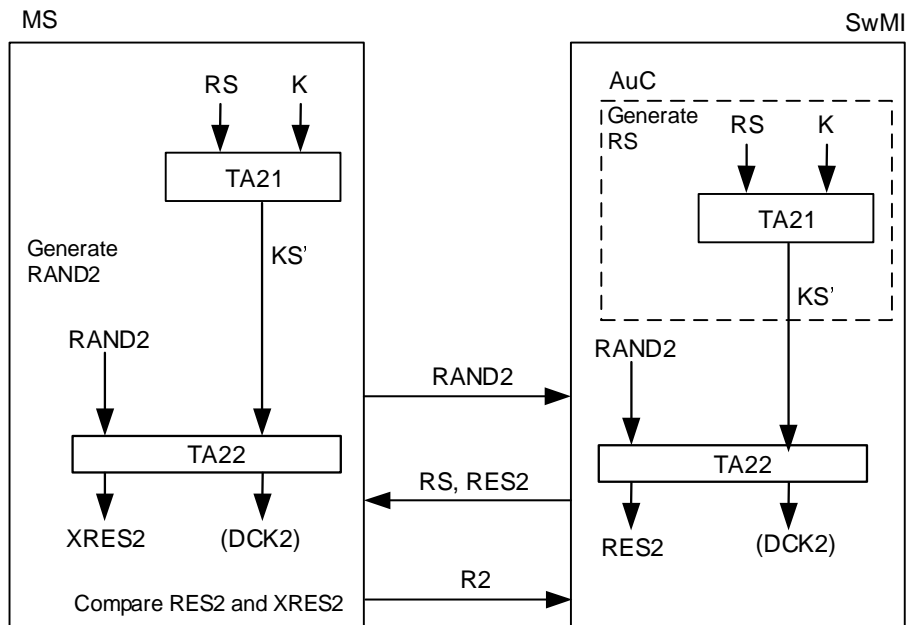 MS
SwMI
RS K
TA21
Generate
RAND2
KS’
RAND2
TA22
XRES2 (DCK2)
Compare RES2 and XRES2
RAND2
RS, RES2
R2
AuC
Generate
RS
RS K
TA21
KS’
RAND2
TA22
RES2 (DCK2)